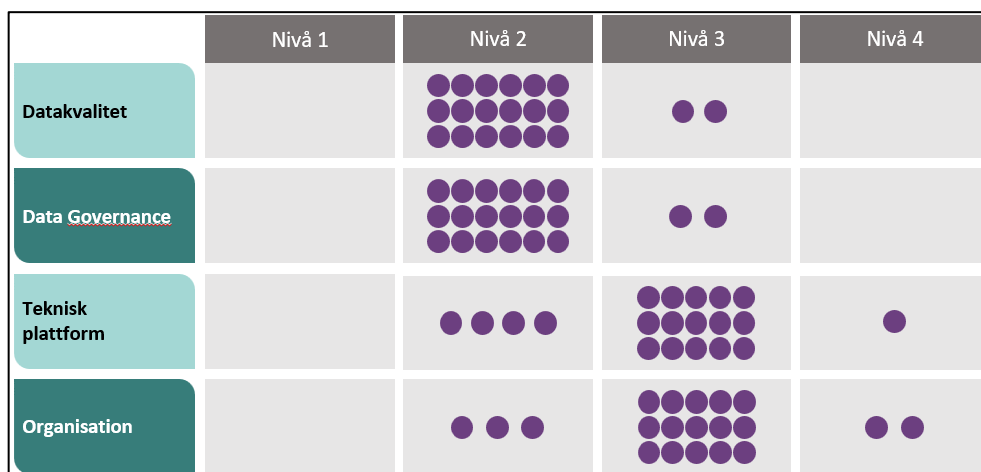 Nivå 1
Nivå 2
Nivå 3
Nivå 4
Datakvalitet
Data Governance
Teknisk
plattform
Organisation